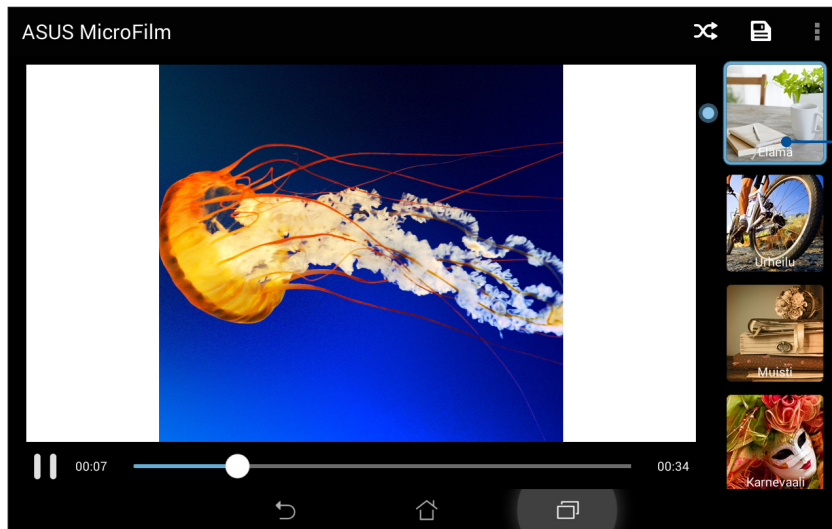 ASUS MicroFilm
Elämä
Urheilu
Muisti
Karnevaali
00:07
00:34